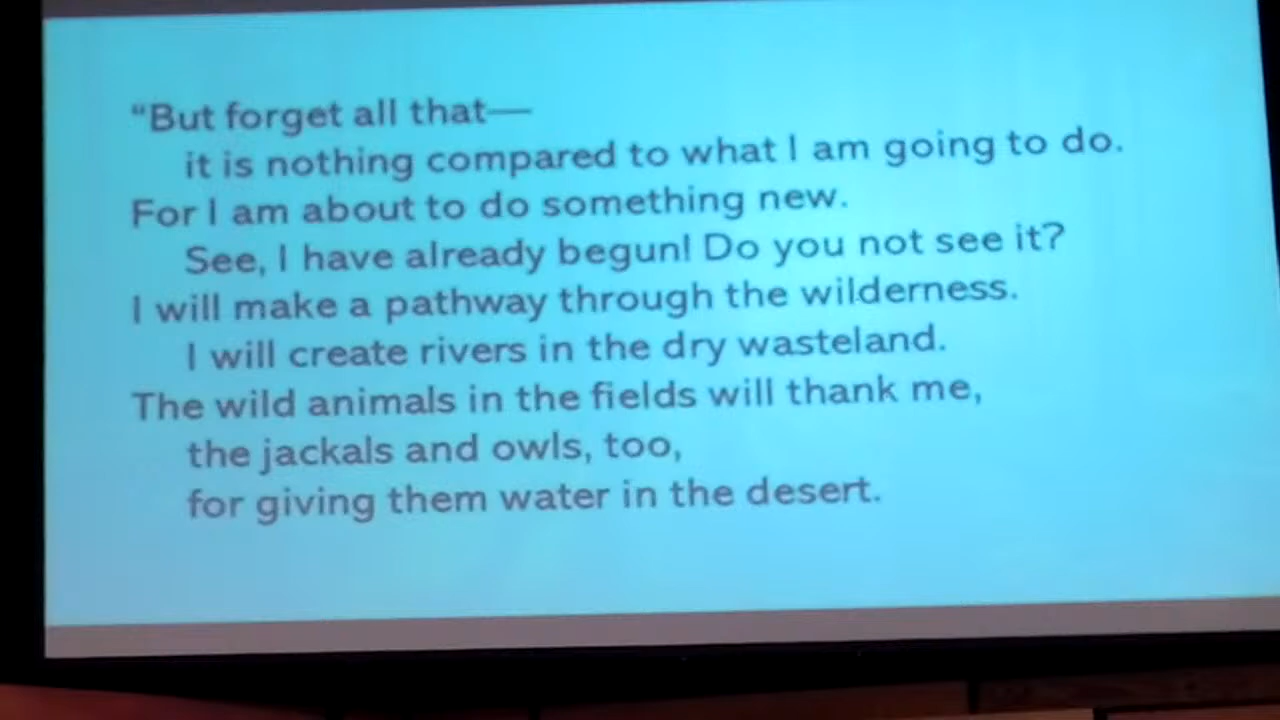 “But forget all that—
it is nothing compared to what I am going to do.
For I am about to do something new.
See, I have already begun! Do you not see it?
I will make a pathway through the wilderness.
I will create rivers in the dry wasteland.
The wild animals in the fields will thank me,
the jackals and owls, too,
for giving them water in the desert.